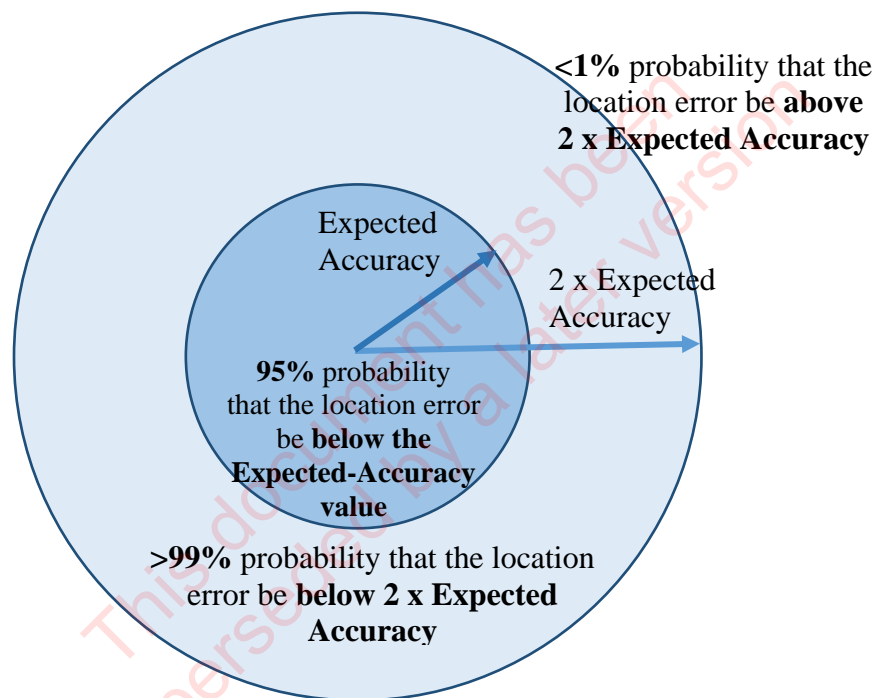 <1% probability that the
location error be above
2 x Expected Accuracy
Expected
Accuracy
2 x Expected
Accuracy
95% probability
that the location error
be below the
Expected-Accuracy
value
>99% probability that the location
error be below 2 x Expected
Accuracy
This document has been
perseded by a later version